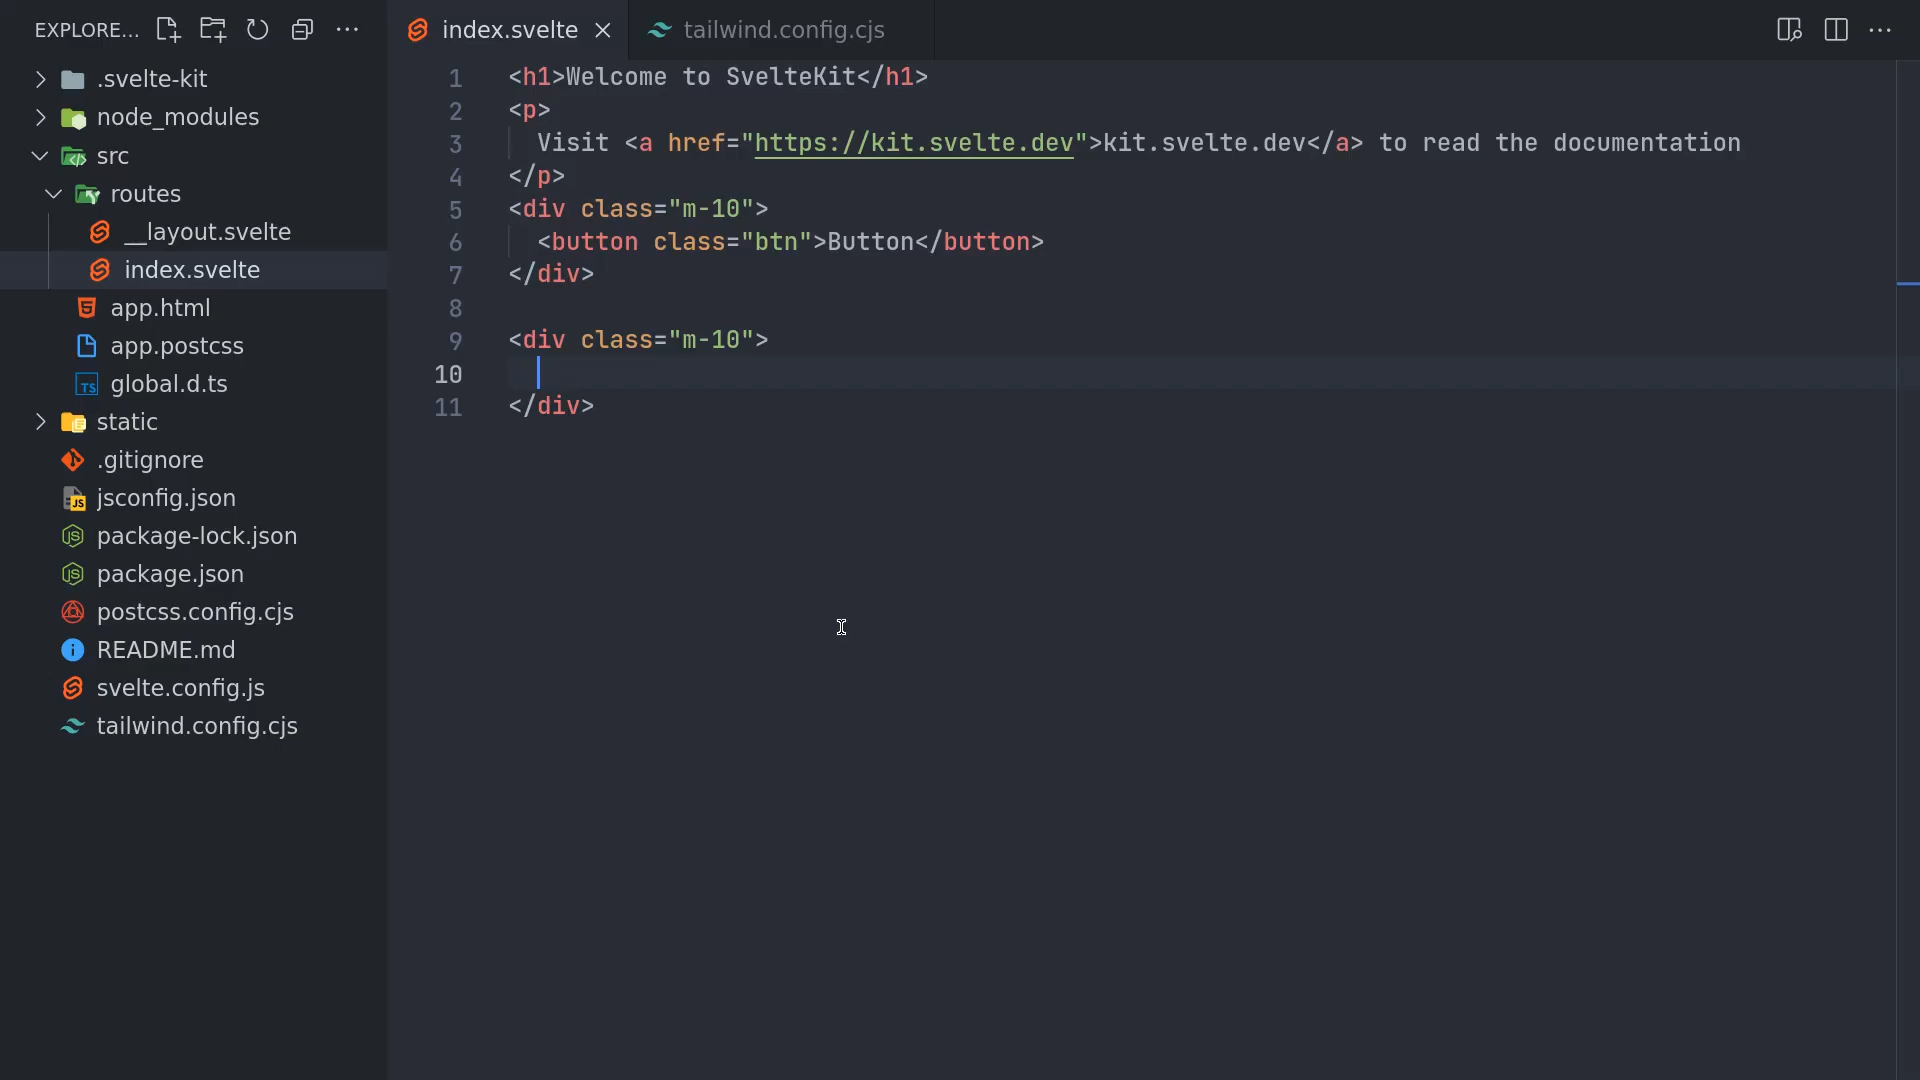 EXPLORE...
.svelte-kit
node_modules
src
routes
__layout.svelte
index.svelte
app.html
app.postcss
TS global.d.ts
static
.gitignore
JS jsconfig.json
JS package-lock.json
JS package.json
postcss.config.cjs
i README.md
svelte.config.js
tailwind.config.cjs
index.svelte tailwind.config.cjs
1 <h1>Welcome to SvelteKit</h1>
2 <p>
3 Visit <a href="https://kit.svelte.dev">kit.svelte.dev</a> to read the documentation
4 </p>
5 <div class="m-10">
6 <button class="btn">Button</button>
7 </div>
8
9 <div class="m-10">
10
11 </div>